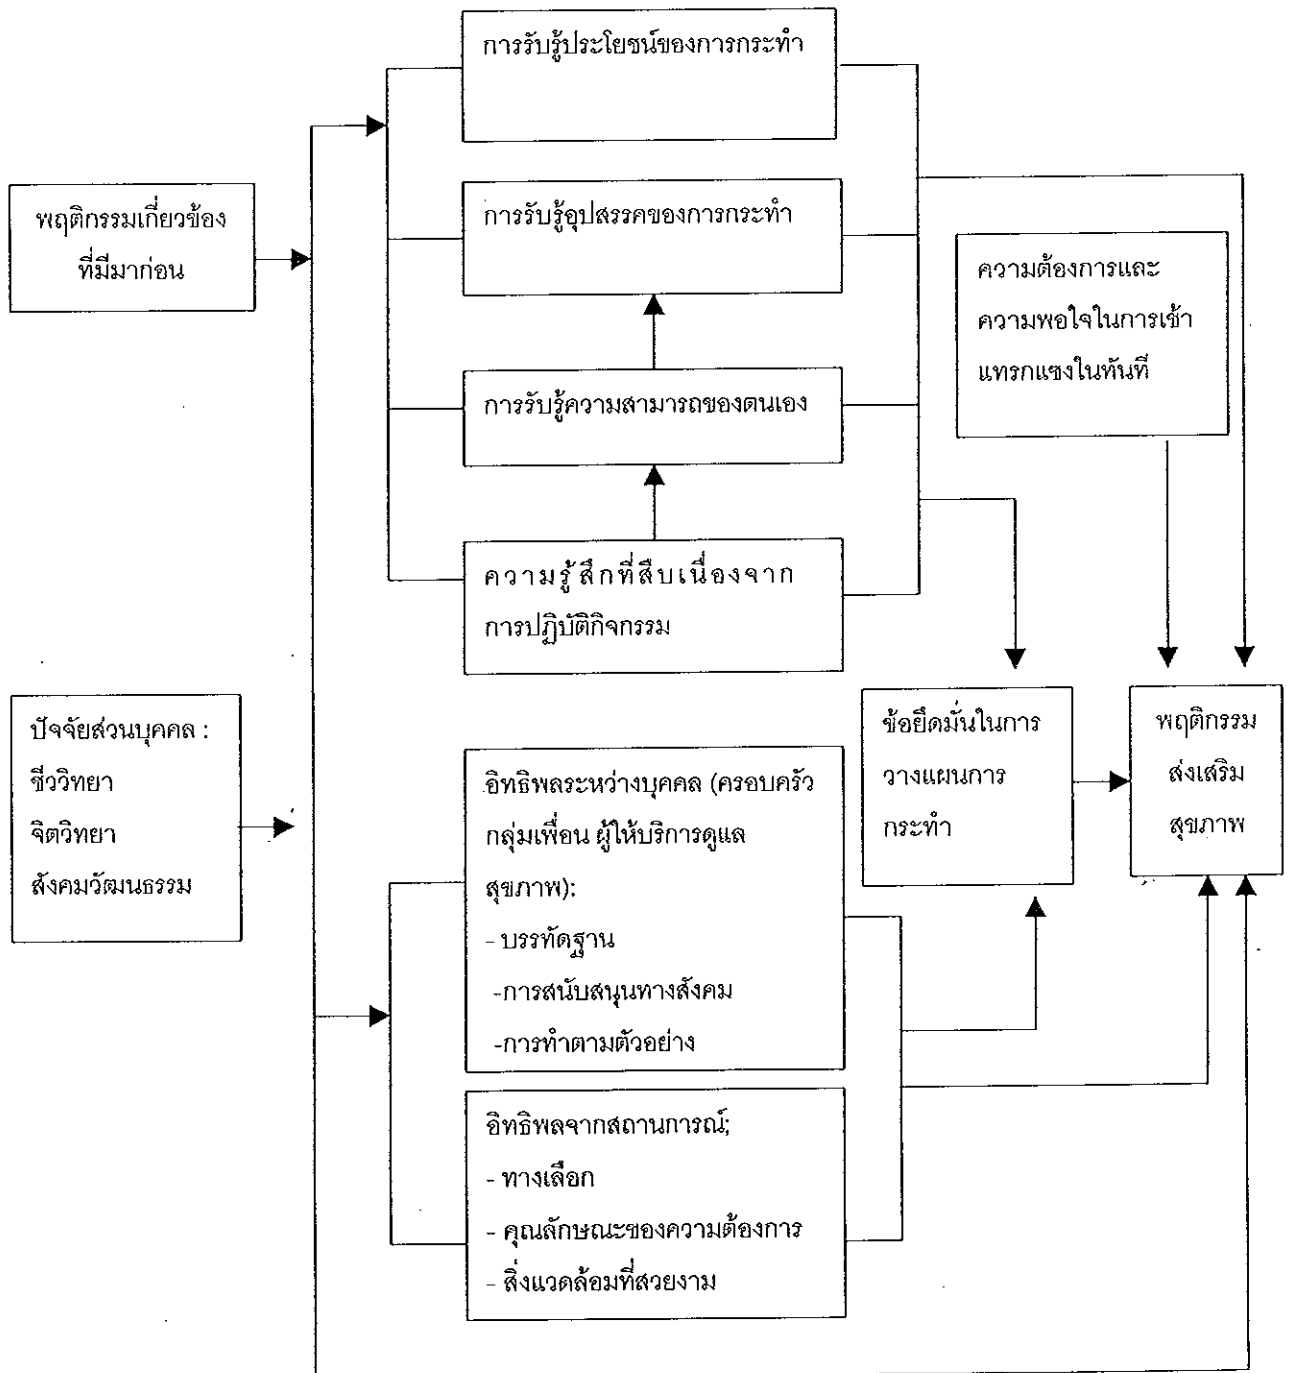 การรับรู้ประโยชน์ของการกระทำ
พฤติกรรมเกี่ยวข้อง
ที่มีมาก่อน
การรับรู้อุปสรรคของการกระทำ
ความต้องการและ
ความพอใจในการเข้า
แทรกแซงในทันที
การรับรู้ความสามารถของตนเอง
ความรู้สึกที่สืบเนื่องจาก
การปฏิบัติกิจกรรม
ปัจจัยส่วนบุคคล :
ชีววิทยา
จิตวิทยา
สังคมวัฒนธรรม
อิทธิพลระหว่างบุคคล (ครอบครัว
กลุ่มเพื่อน ผู้ให้บริการดูแล
สุขภาพ):
- บรรทัดฐาน
-การสนับสนุนทางสังคม
-การทำตามตัวอย่าง
ข้อยึดมั่นในการ
วางแผนการ
กระทำ
พฤติกรรม
ส่งเสริม
สุขภาพ
อิทธิพลจากสถานการณ์;
- ทางเลือก
- คุณลักษณะของความต้องการ
- สิ่งแวดล้อมที่สวยงาม